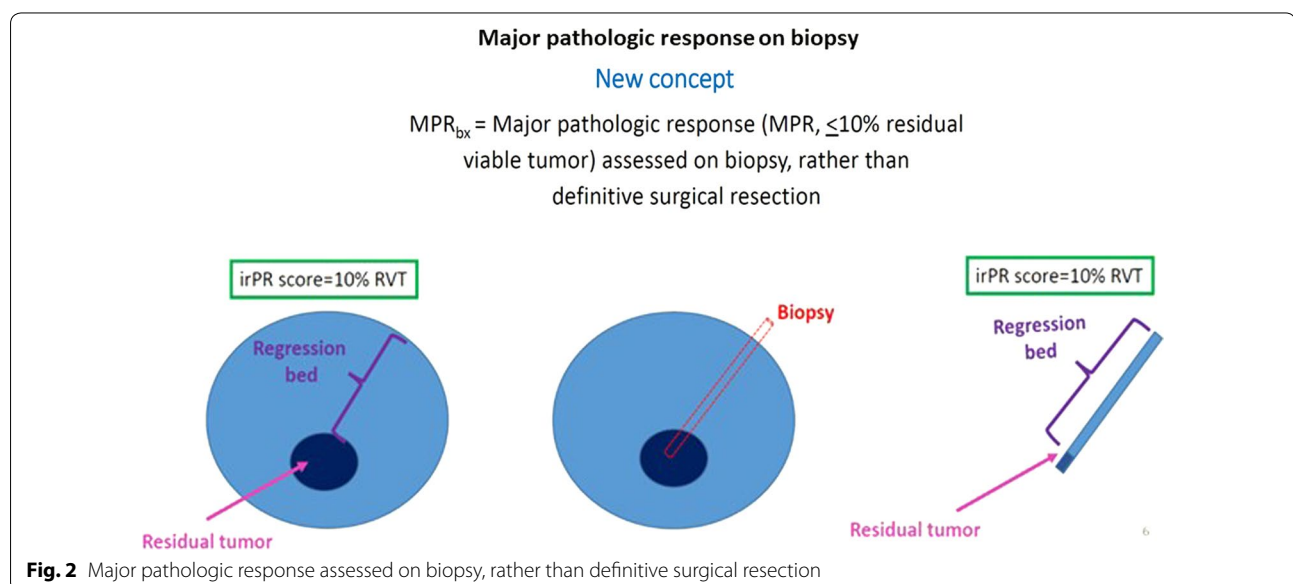 Major pathologic response on biopsy
New concept
MPRbx = Major pathologic response (MPR, ≤10% residual
viable tumor) assessed on biopsy, rather than
definitive surgical resection
irPR score=10% RVT
Regression
bed
Residual tumor
Biopsy
irPR score=10% RVT
Regression
bed
Residual tumor
6
Fig. 2 Major pathologic response assessed on biopsy, rather than definitive surgical resection